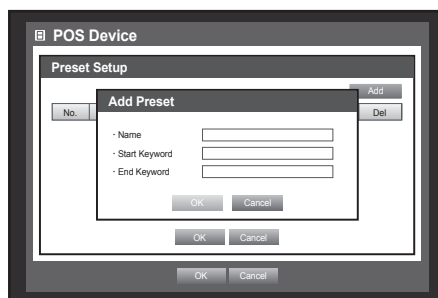 POS Device
Preset Setup
Add
No.
Del
Add Preset
· Name
· Start Keyword
· End Keyword
OK Cancel
OK Cancel
OK Cancel